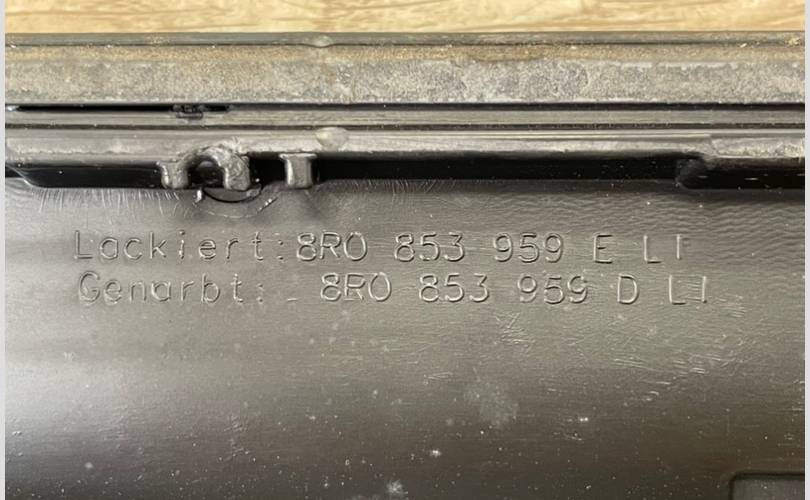 Lackiert: 8R0 853 959 E LI
Genarbt: 8R0 853 959 D LI